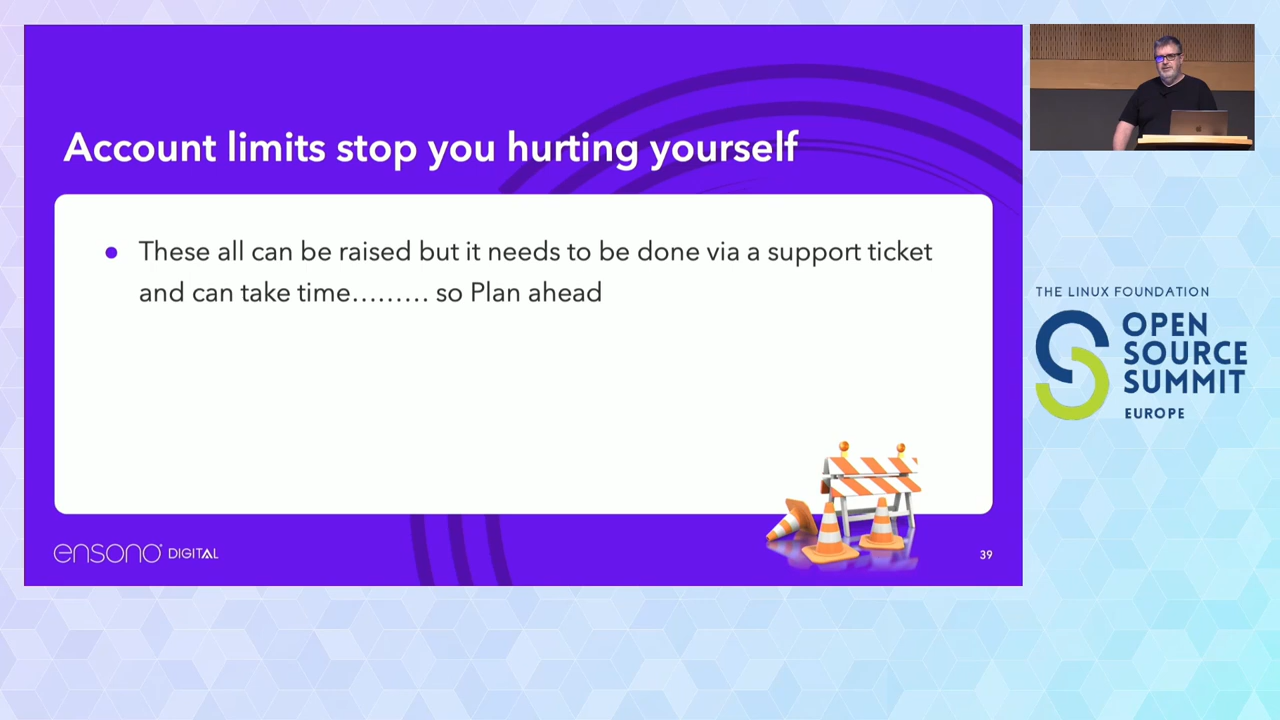 Account limits stop you hurting yourself
● These all can be raised but it needs to be done via a support ticket
and can take time......... so Plan ahead
ensono DIGITAL
39
THE LINUX FOUNDATION
OPEN
SOURCE
SUMMIT
EUROPE